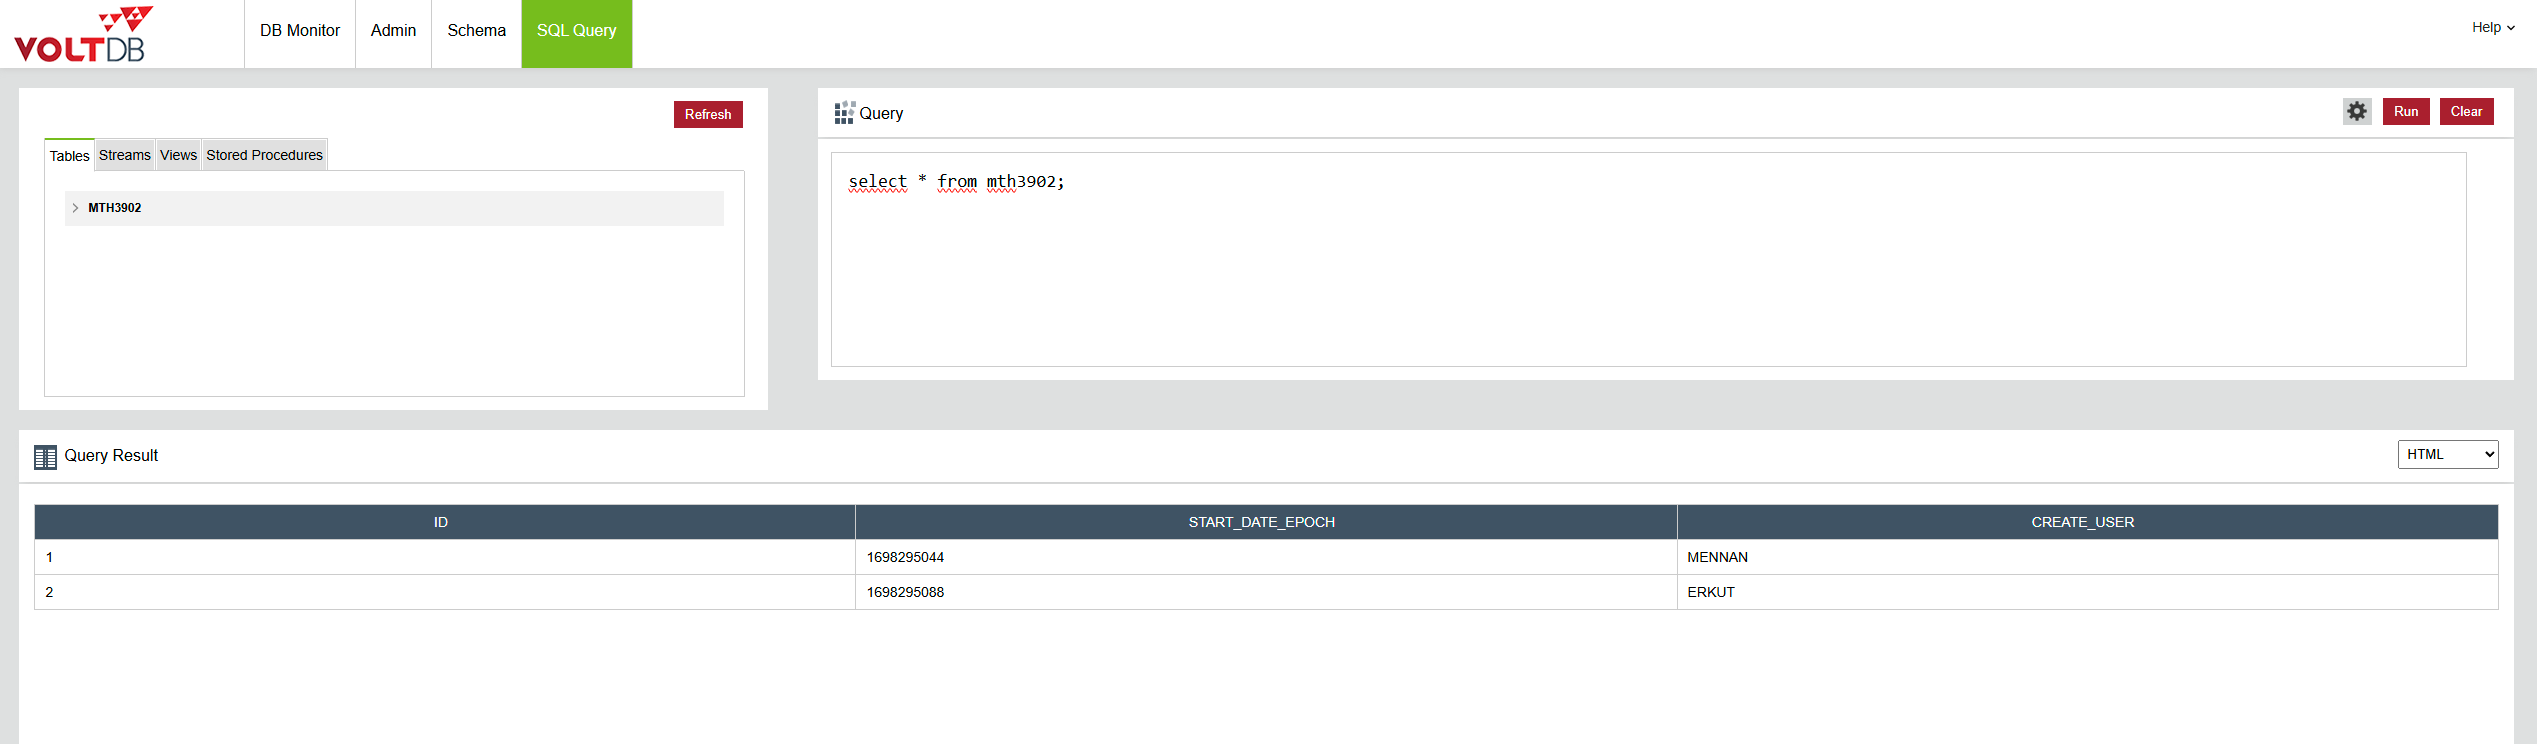 VOLTDB
DB Monitor Admin Schema SQL Query Help
Refresh
Tables Streams Views Stored Procedures
MTH3902
Query Run Clear
select * from mth3902;
Query Result HTML
ID START_DATE_EPOCH CREATE_USER
1 1698295044 MENNAN
2 1698295088 ERKUT